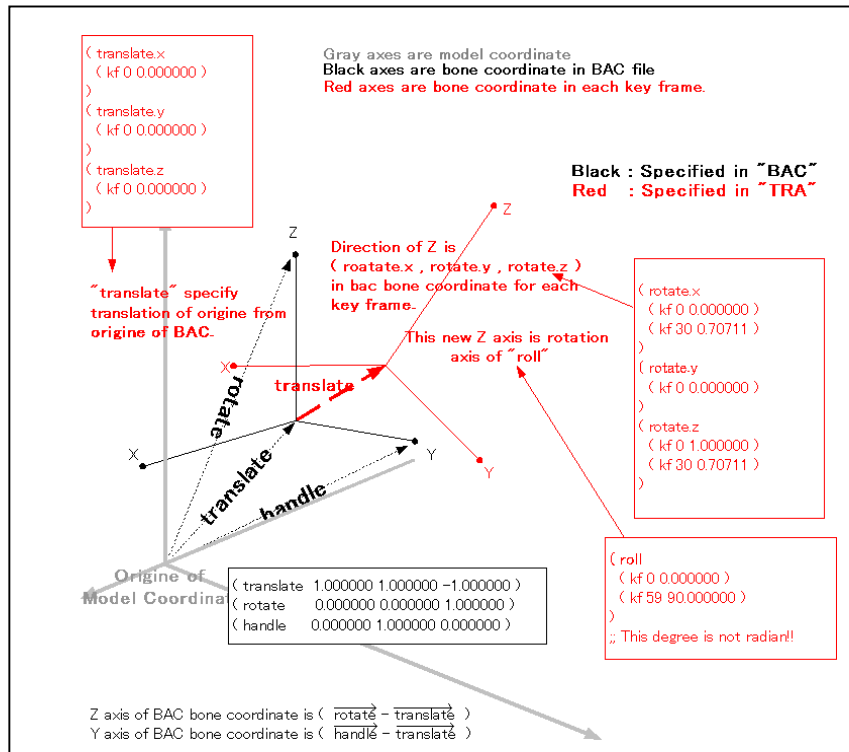 ( translate.x
( kf 0 0.000000 )
)
( translate.y
( kf 0 0.000000 )
)
( translate.z
( kf 0 0.000000 )
)
Gray axes are model coordinate
Black axes are bone coordinate in BAC file
Red axes are bone coordinate in each key frame.
Black : Specified in "BAC"
Red : Specified in "TRA"
Z
Z
"translate" specify
translation of origine from
origine of BAC.
Direction of Z is
( roatate.x , rotate.y , rotate.z )
in bac bone coordinate for each
key frame.
This new Z axis is rotation
axis of "roll"
( rotate.x
( kf 0 0.000000 )
( kf 30 0.70711 )
)
( rotate.y
( kf 0 0.000000 )
)
( rotate.z
( kf 0 1.000000 )
( kf 30 0.70711 )
)
X
translate
rotate
X
Y
Y
translate
handle
Origine of
Model Coordinat
( translate 1.000000 1.000000 -1.000000 )
( rotate 0.000000 0.000000 1.000000 )
( handle 0.000000 1.000000 0.000000 )
( roll
( kf 0 0.000000 )
( kf 59 90.000000 )
)
;; This degree is not radian!!
Z axis of BAC bone coordinate is ( rotate - translate )
Y axis of BAC bone coordinate is ( handle - translate )